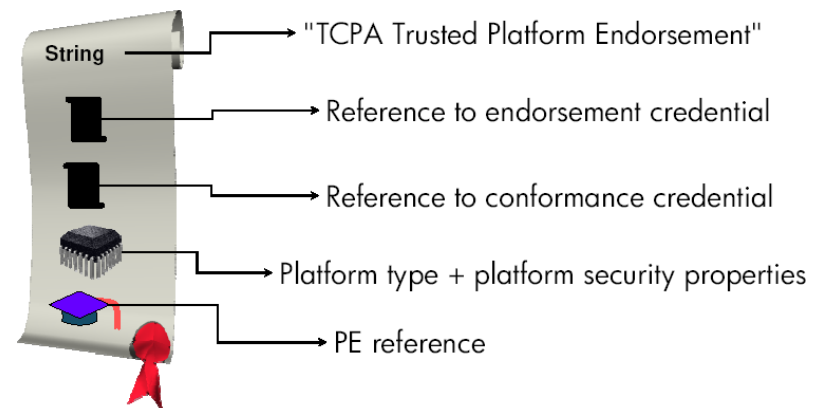 String
"TCPA Trusted Platform Endorsement"
Reference to endorsement credential
Reference to conformance credential
Platform type + platform security properties
PE reference